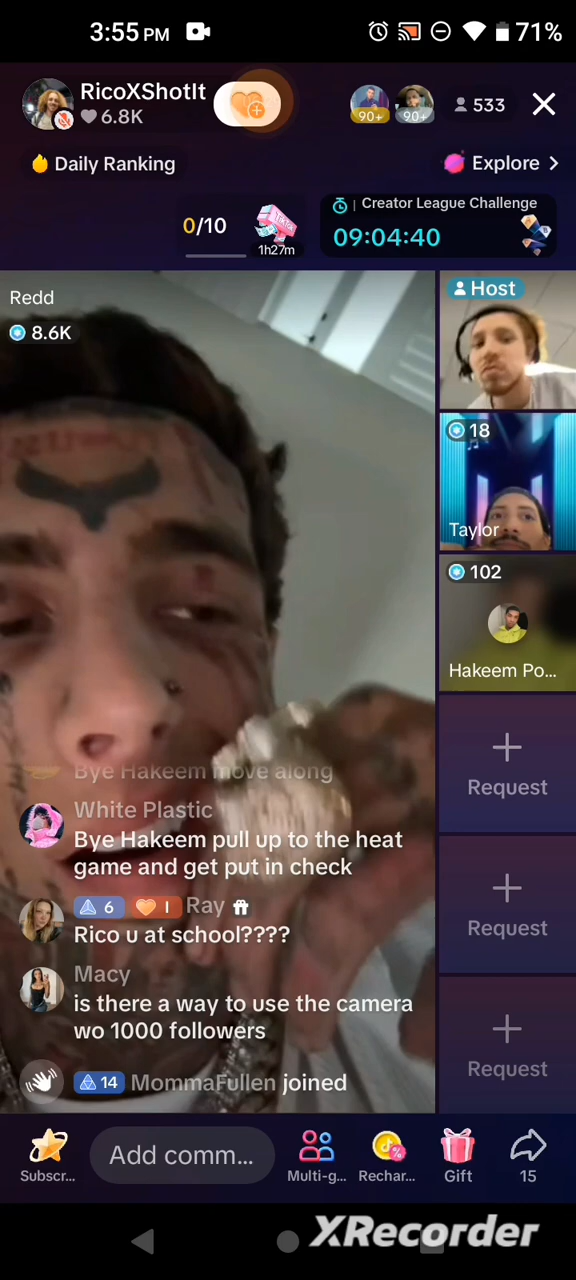 3:55 PM
71%
RicoXShotIt
6.8K
90+
90+
533
Daily Ranking
Explore >
0/10
TikTok
1h27m
Creator League Challenge
09:04:40
Redd
8.6K
Host
18
Taylor
102
Hakeem Po...
Request
Request
Request
Bye Hakeem move along
White Plastic
Bye Hakeem pull up to the heat
game and get put in check
6 I Ray
Rico u at school????
Macy
is there a way to use the camera
wo 1000 followers
14 MommaFullen joined
Subscr...
Add comm...
Multi-g...
Rechar...
Gift
15
XRecorder